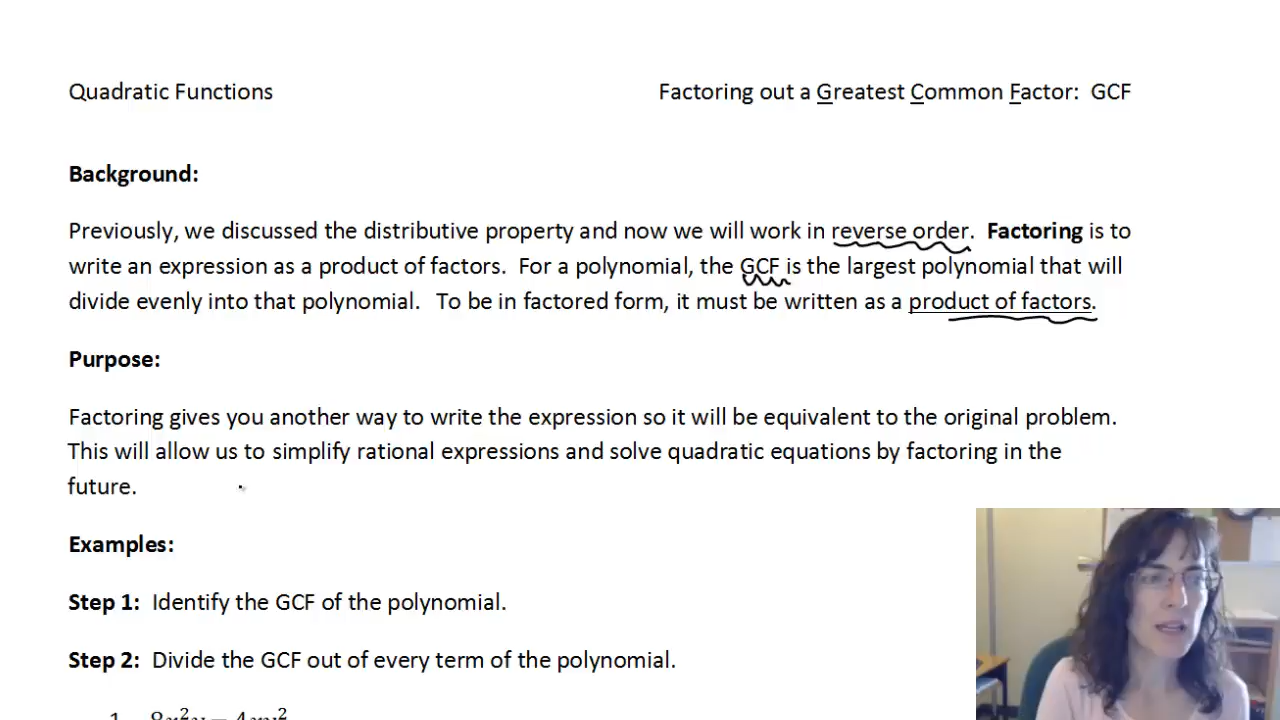 Quadratic Functions Factoring out a Greatest Common Factor: GCF
Background:
Previously, we discussed the distributive property and now we will work in reverse order. Factoring is to
write an expression as a product of factors. For a polynomial, the GCF is the largest polynomial that will
divide evenly into that polynomial. To be in factored form, it must be written as a product of factors.
Purpose:
Factoring gives you another way to write the expression so it will be equivalent to the original problem.
This will allow us to simplify rational expressions and solve quadratic equations by factoring in the
future.
Examples:
Step 1: Identify the GCF of the polynomial.
Step 2: Divide the GCF out of every term of the polynomial.